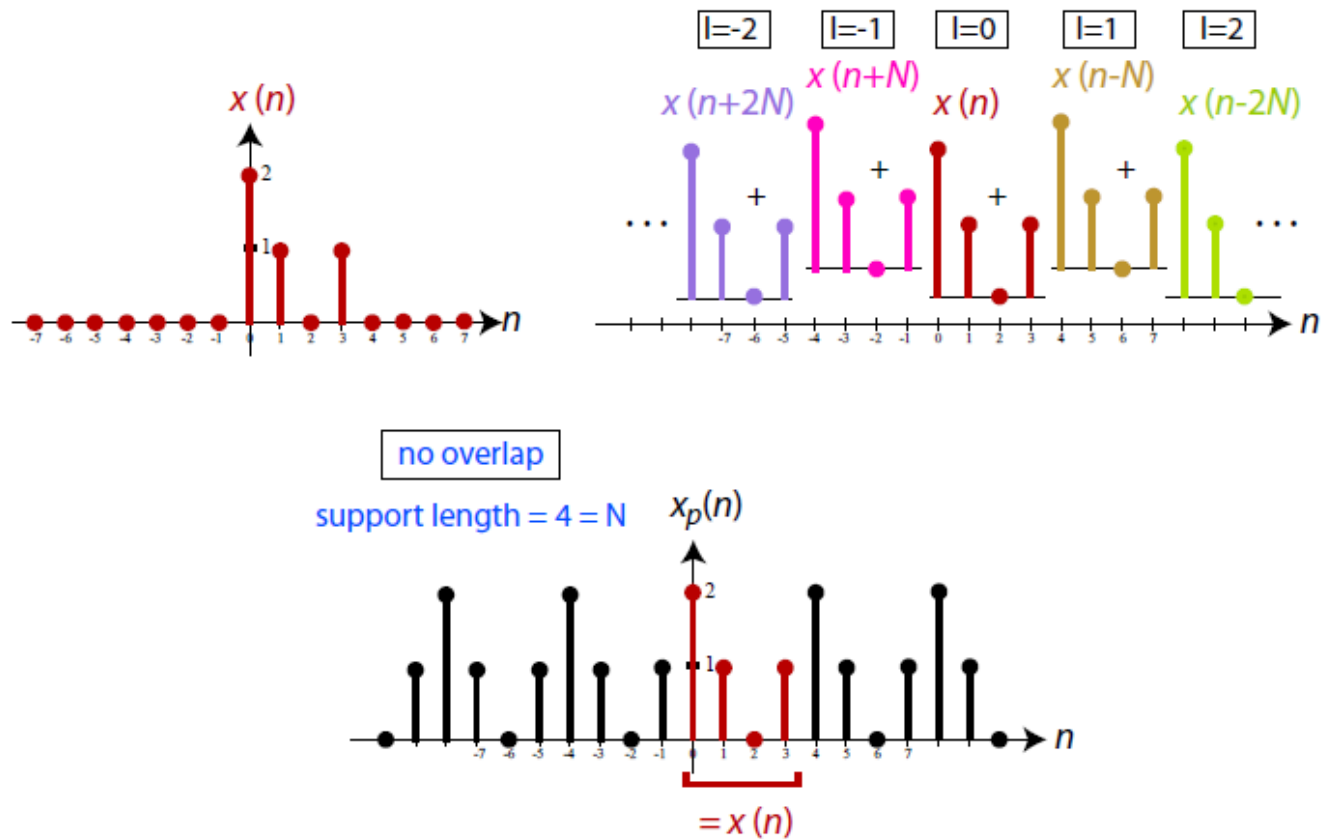 x (n)
2
1
n
-7 -6 -5 -4 -3 -2 -1 0 1 2 3 4 5 6 7
l=-2 l=-1 l=0 l=1 l=2
x (n+2N) x (n+N) x (n) x (n-N) x (n-2N)
+ + + +
... ...
n
-7 -6 -5 -4 -3 -2 -1 0 1 2 3 4 5 6 7
no overlap
support length = 4 = N
xp(n)
2
1
n
-7 -6 -5 -4 -3 -2 -1 0 1 2 3 4 5 6 7
= x (n)